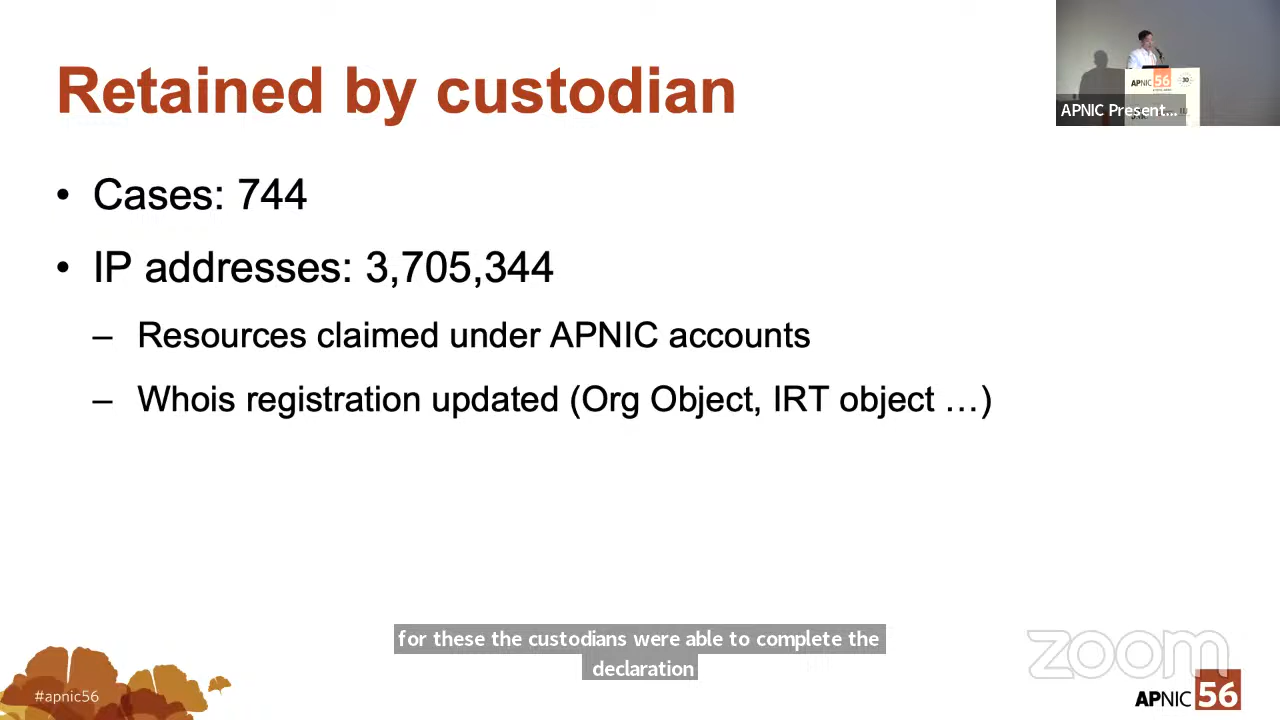 Retained by custodian
APNIC 56
APNIC Present...
• Cases: 744
• IP addresses: 3,705,344
– Resources claimed under APNIC accounts
– Whois registration updated (Org Object, IRT object …)
for these the custodians were able to complete the
declaration
zoom
#apnic56
APNIC 56